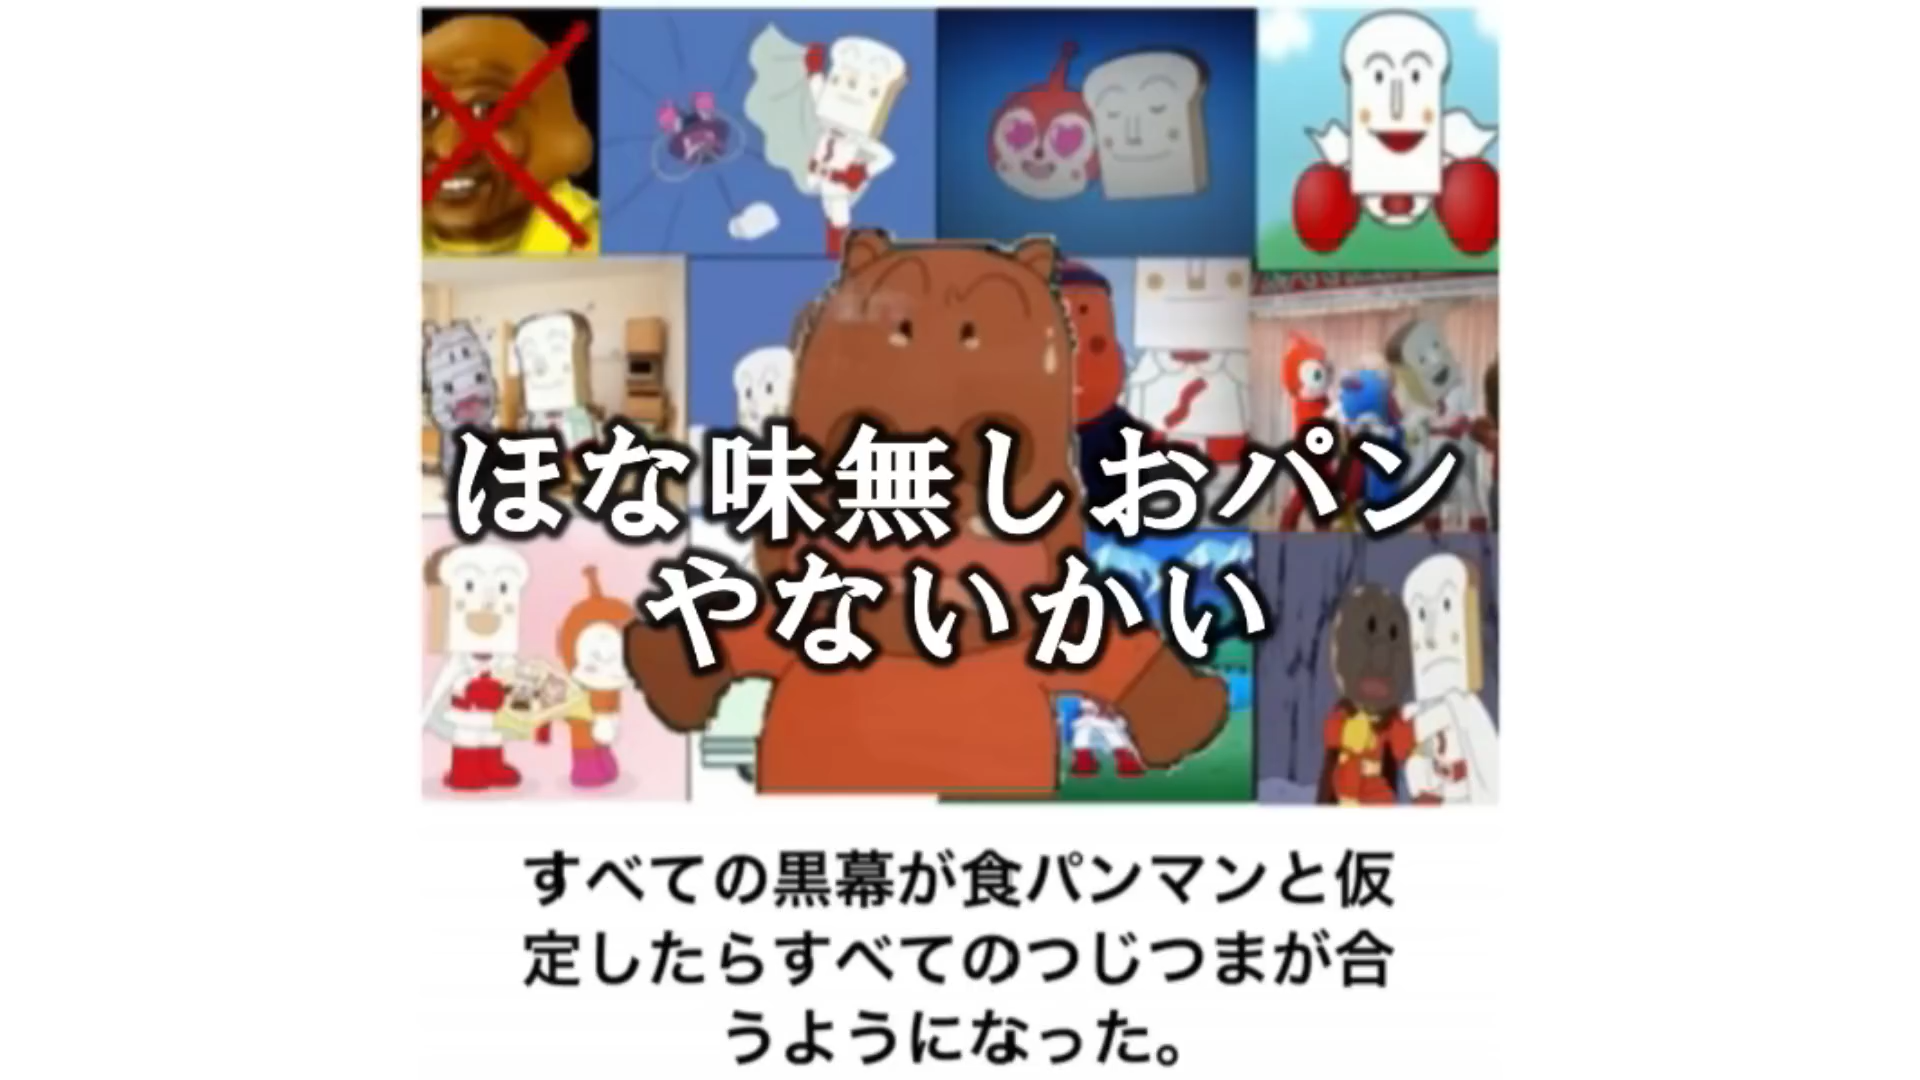 ほな味無しおパン
やないかい
すべての黒幕が食パンマンと仮
定したらすべてのつじつまが合
うようになった。